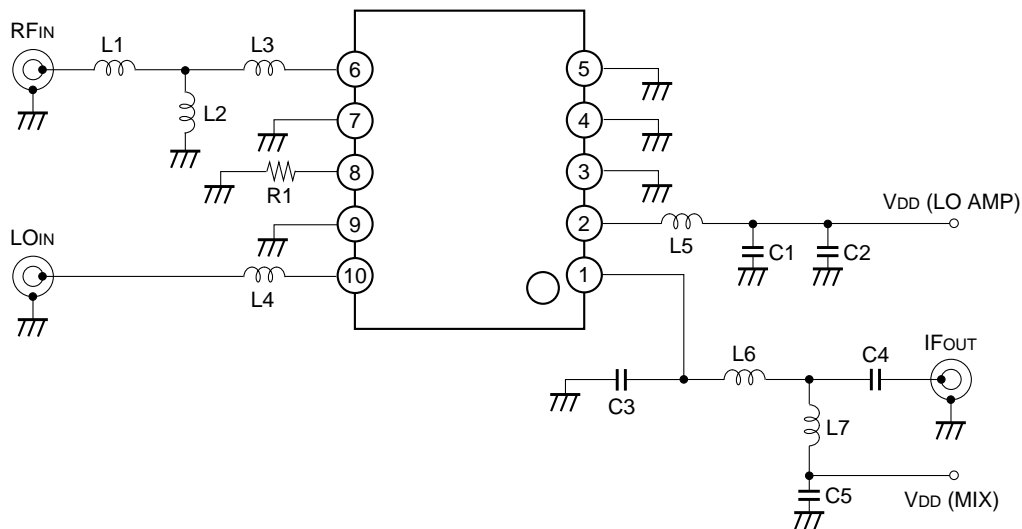 RFIN
L1
L3
L2
6
7
8
R1
9
LOIN
L4
10
5
4
3
2
1
L5
C1
C2
VDD (LO AMP)
C3
L6
C4
IFOUT
L7
C5
VDD (MIX)